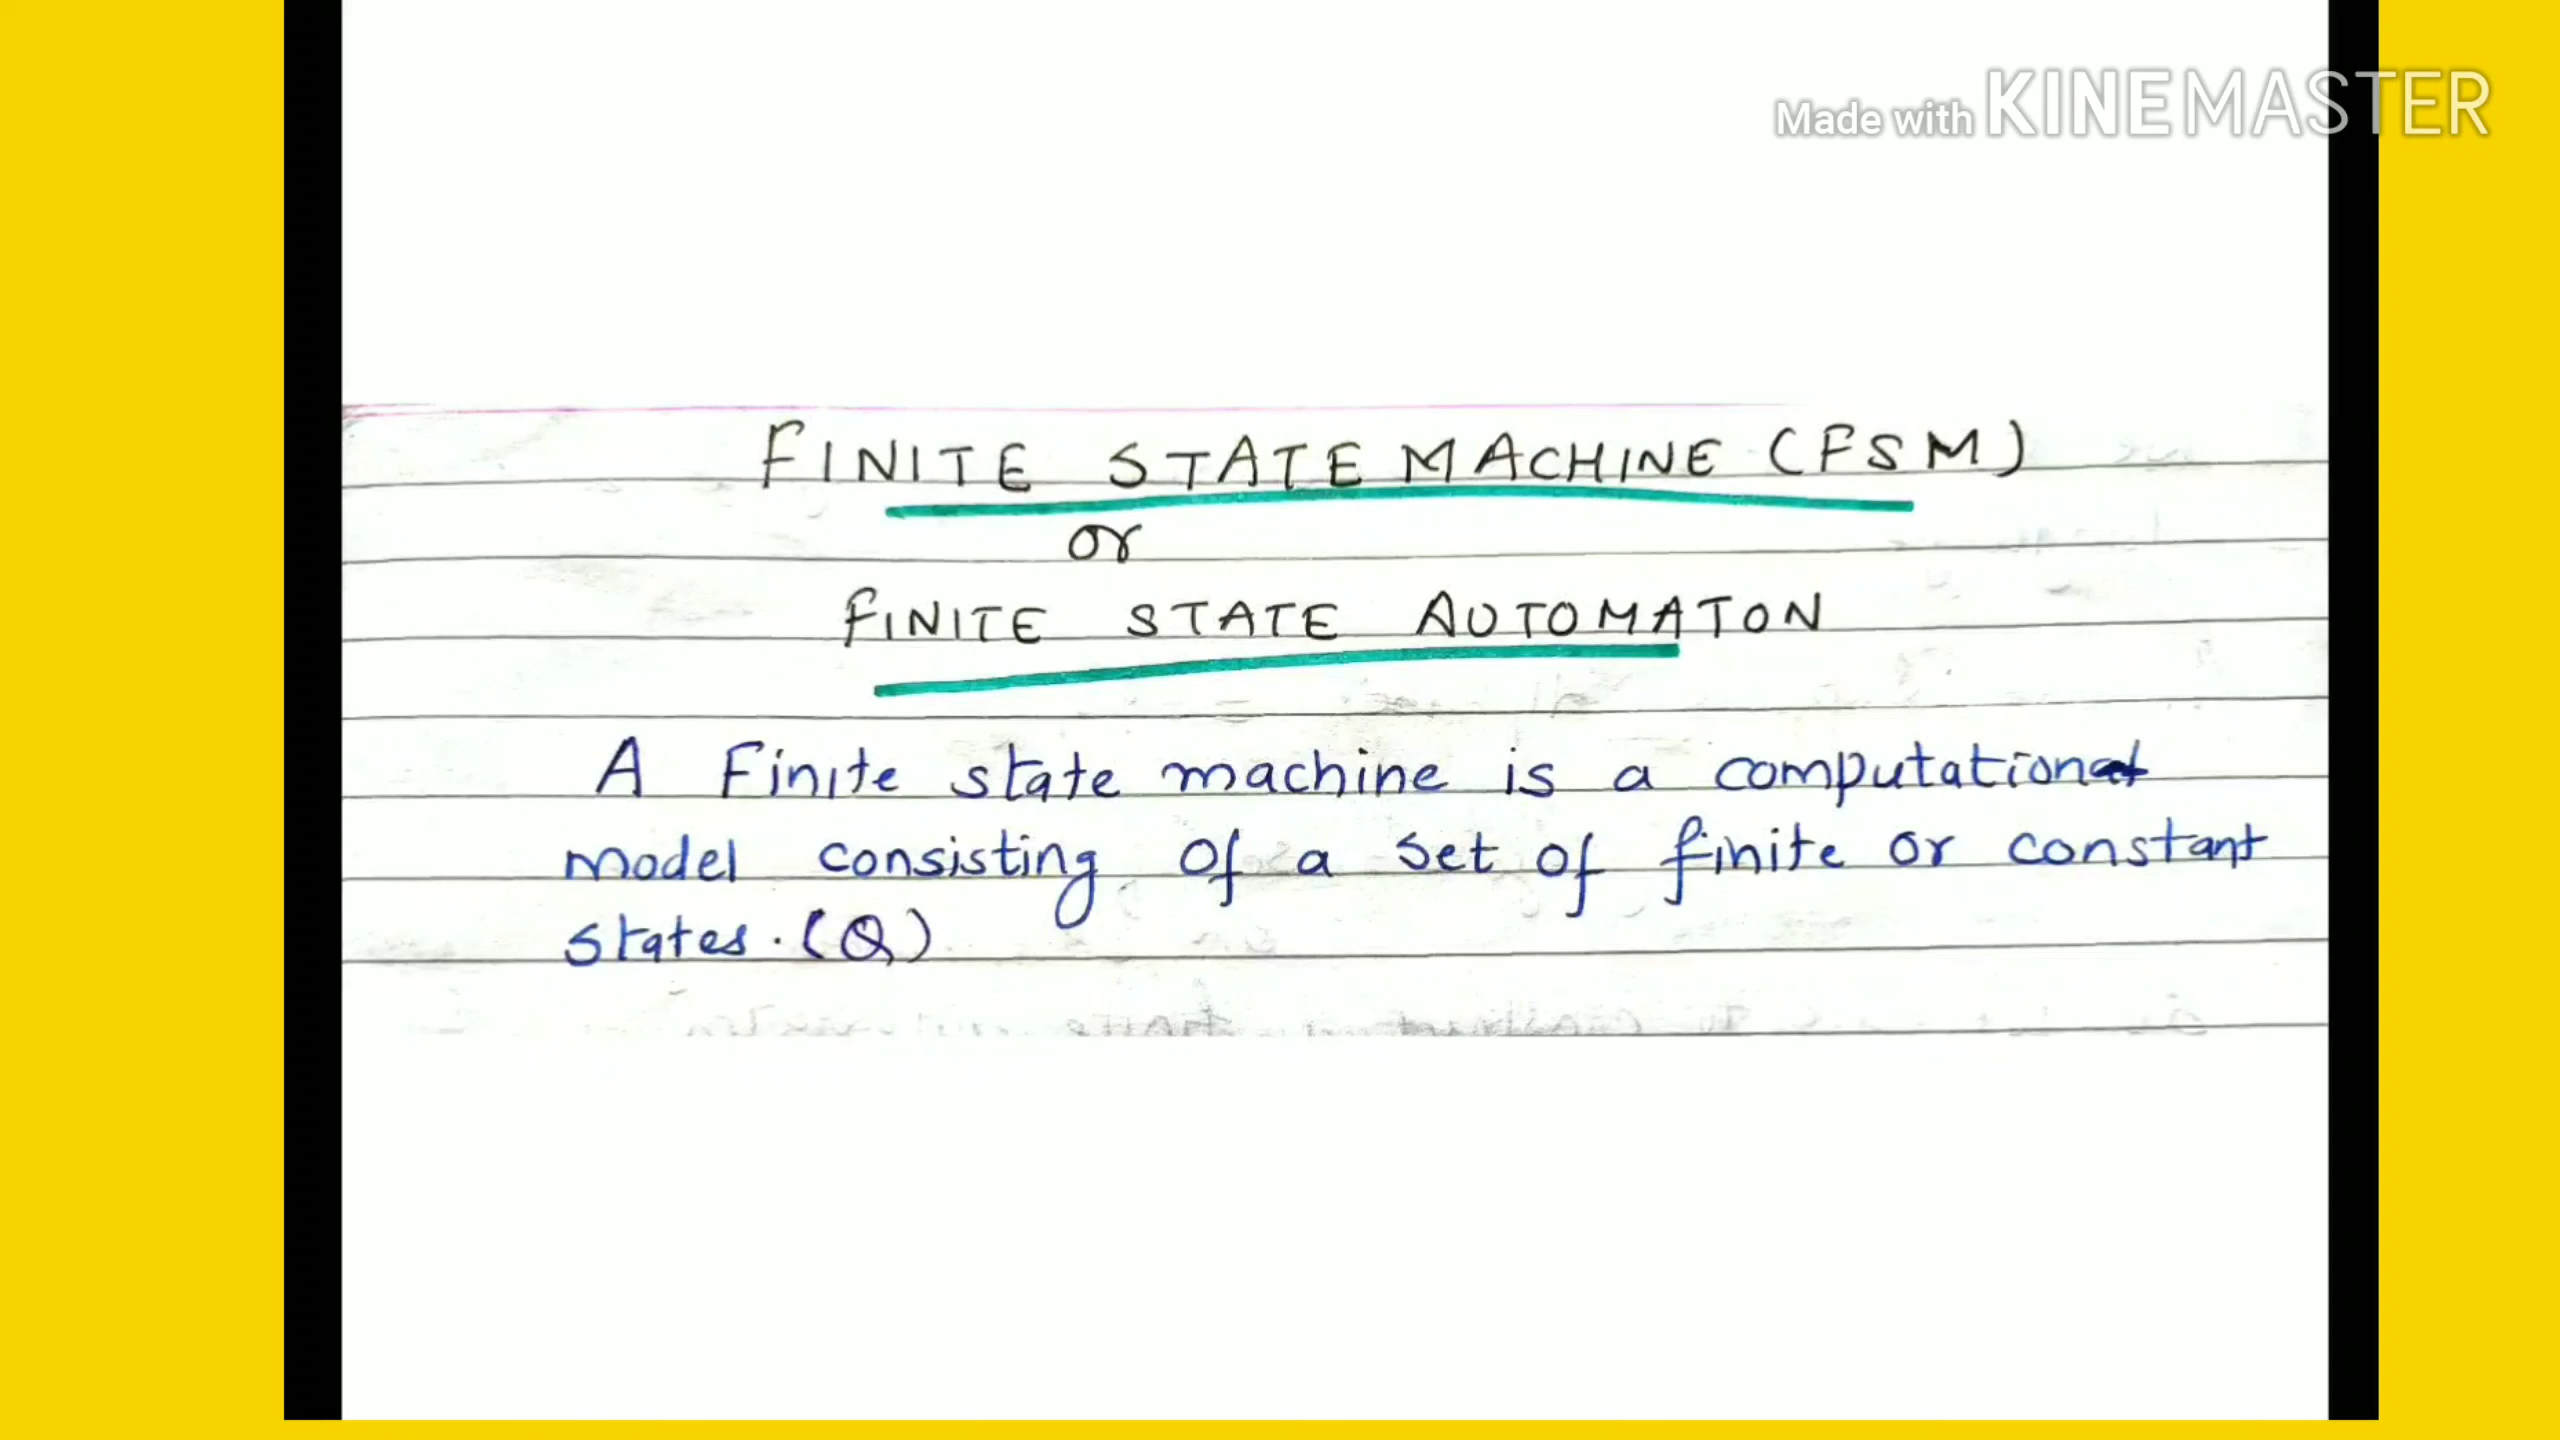 Made with KINEMASTER
FINITE STATE MACHINE (FSM)
or
FINITE STATE AUTOMATON
A Finite state machine is a computational
model consisting of a set of finite or constant
states. (Q)